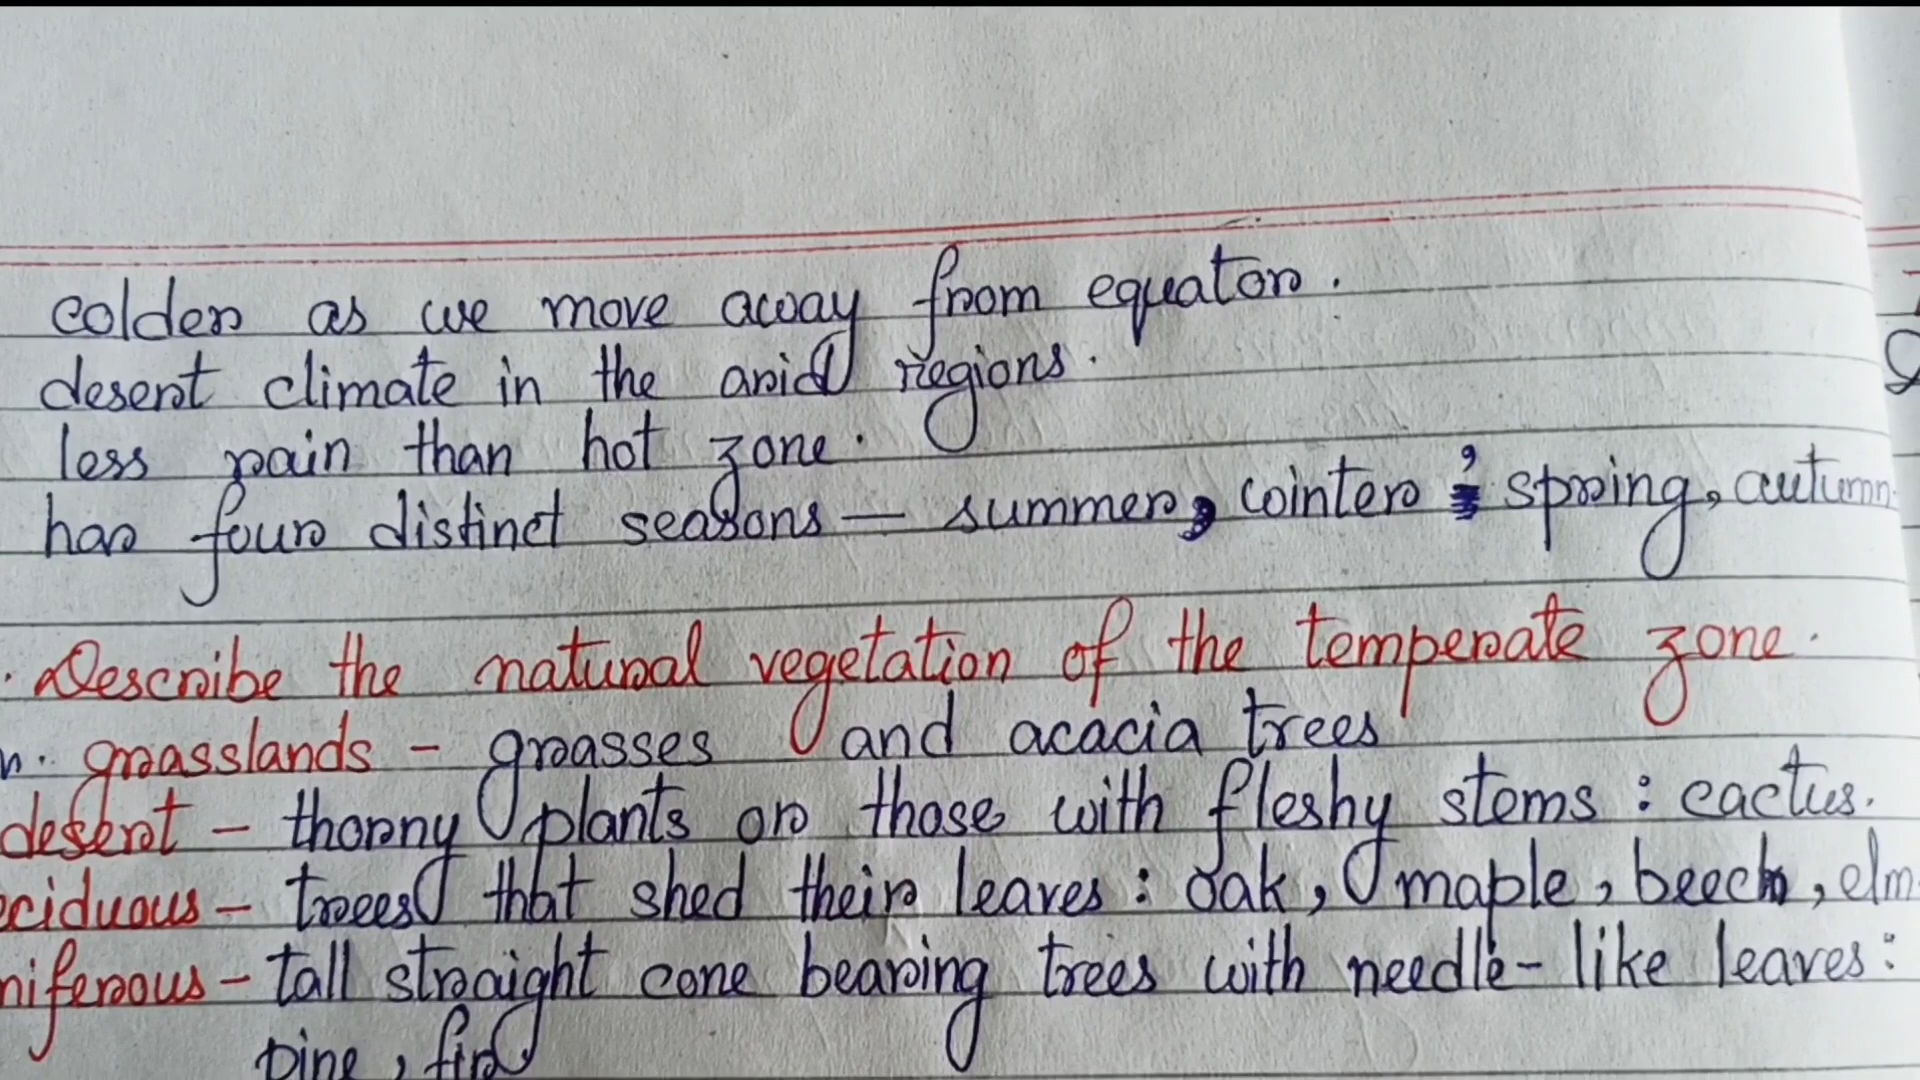 colder as we move away from equator.
desert climate in the arid regions.
less rain than hot zone.
has four distinct seasons — summer, winter, spring, autumn
. Describe the natural vegetation of the temperate zone.
n. grasslands - grasses and acacia trees
desert - thorny plants or those with fleshy stems : cactus.
eciduous - trees that shed their leaves : oak, maple, beech, elm
niferous - tall straight cone bearing trees with needle-like leaves :
pine, fir